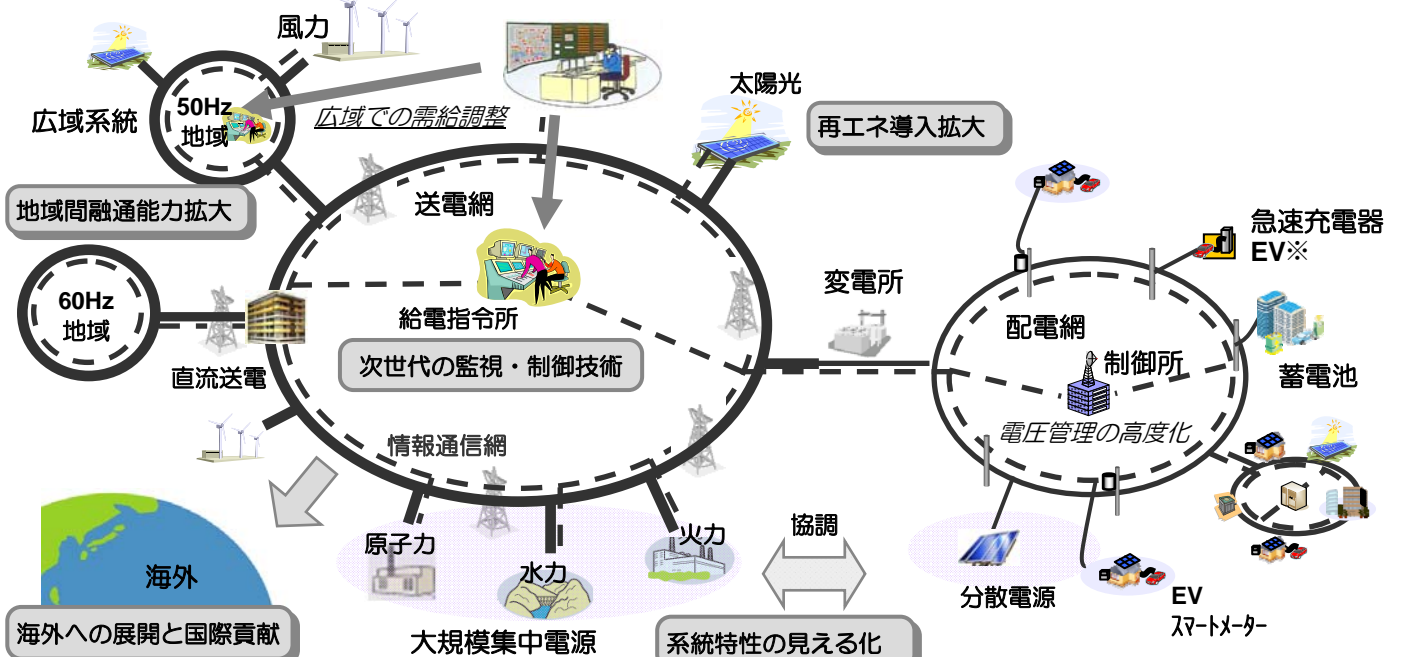 風力
太陽光
50Hz
地域
広域系統
広域での需給調整
再エネ導入拡大
地域間融通能力拡大
送電網
急速充電器
EV※
60Hz
地域
変電所
配電網
給電指令所
制御所
次世代の監視・制御技術
直流送電
蓄電池
電圧管理の高度化
情報通信網
原子力
水力
火力
協調
海外
分散電源
EV
スマートメーター
海外への展開と国際貢献
大規模集中電源
系統特性の見える化